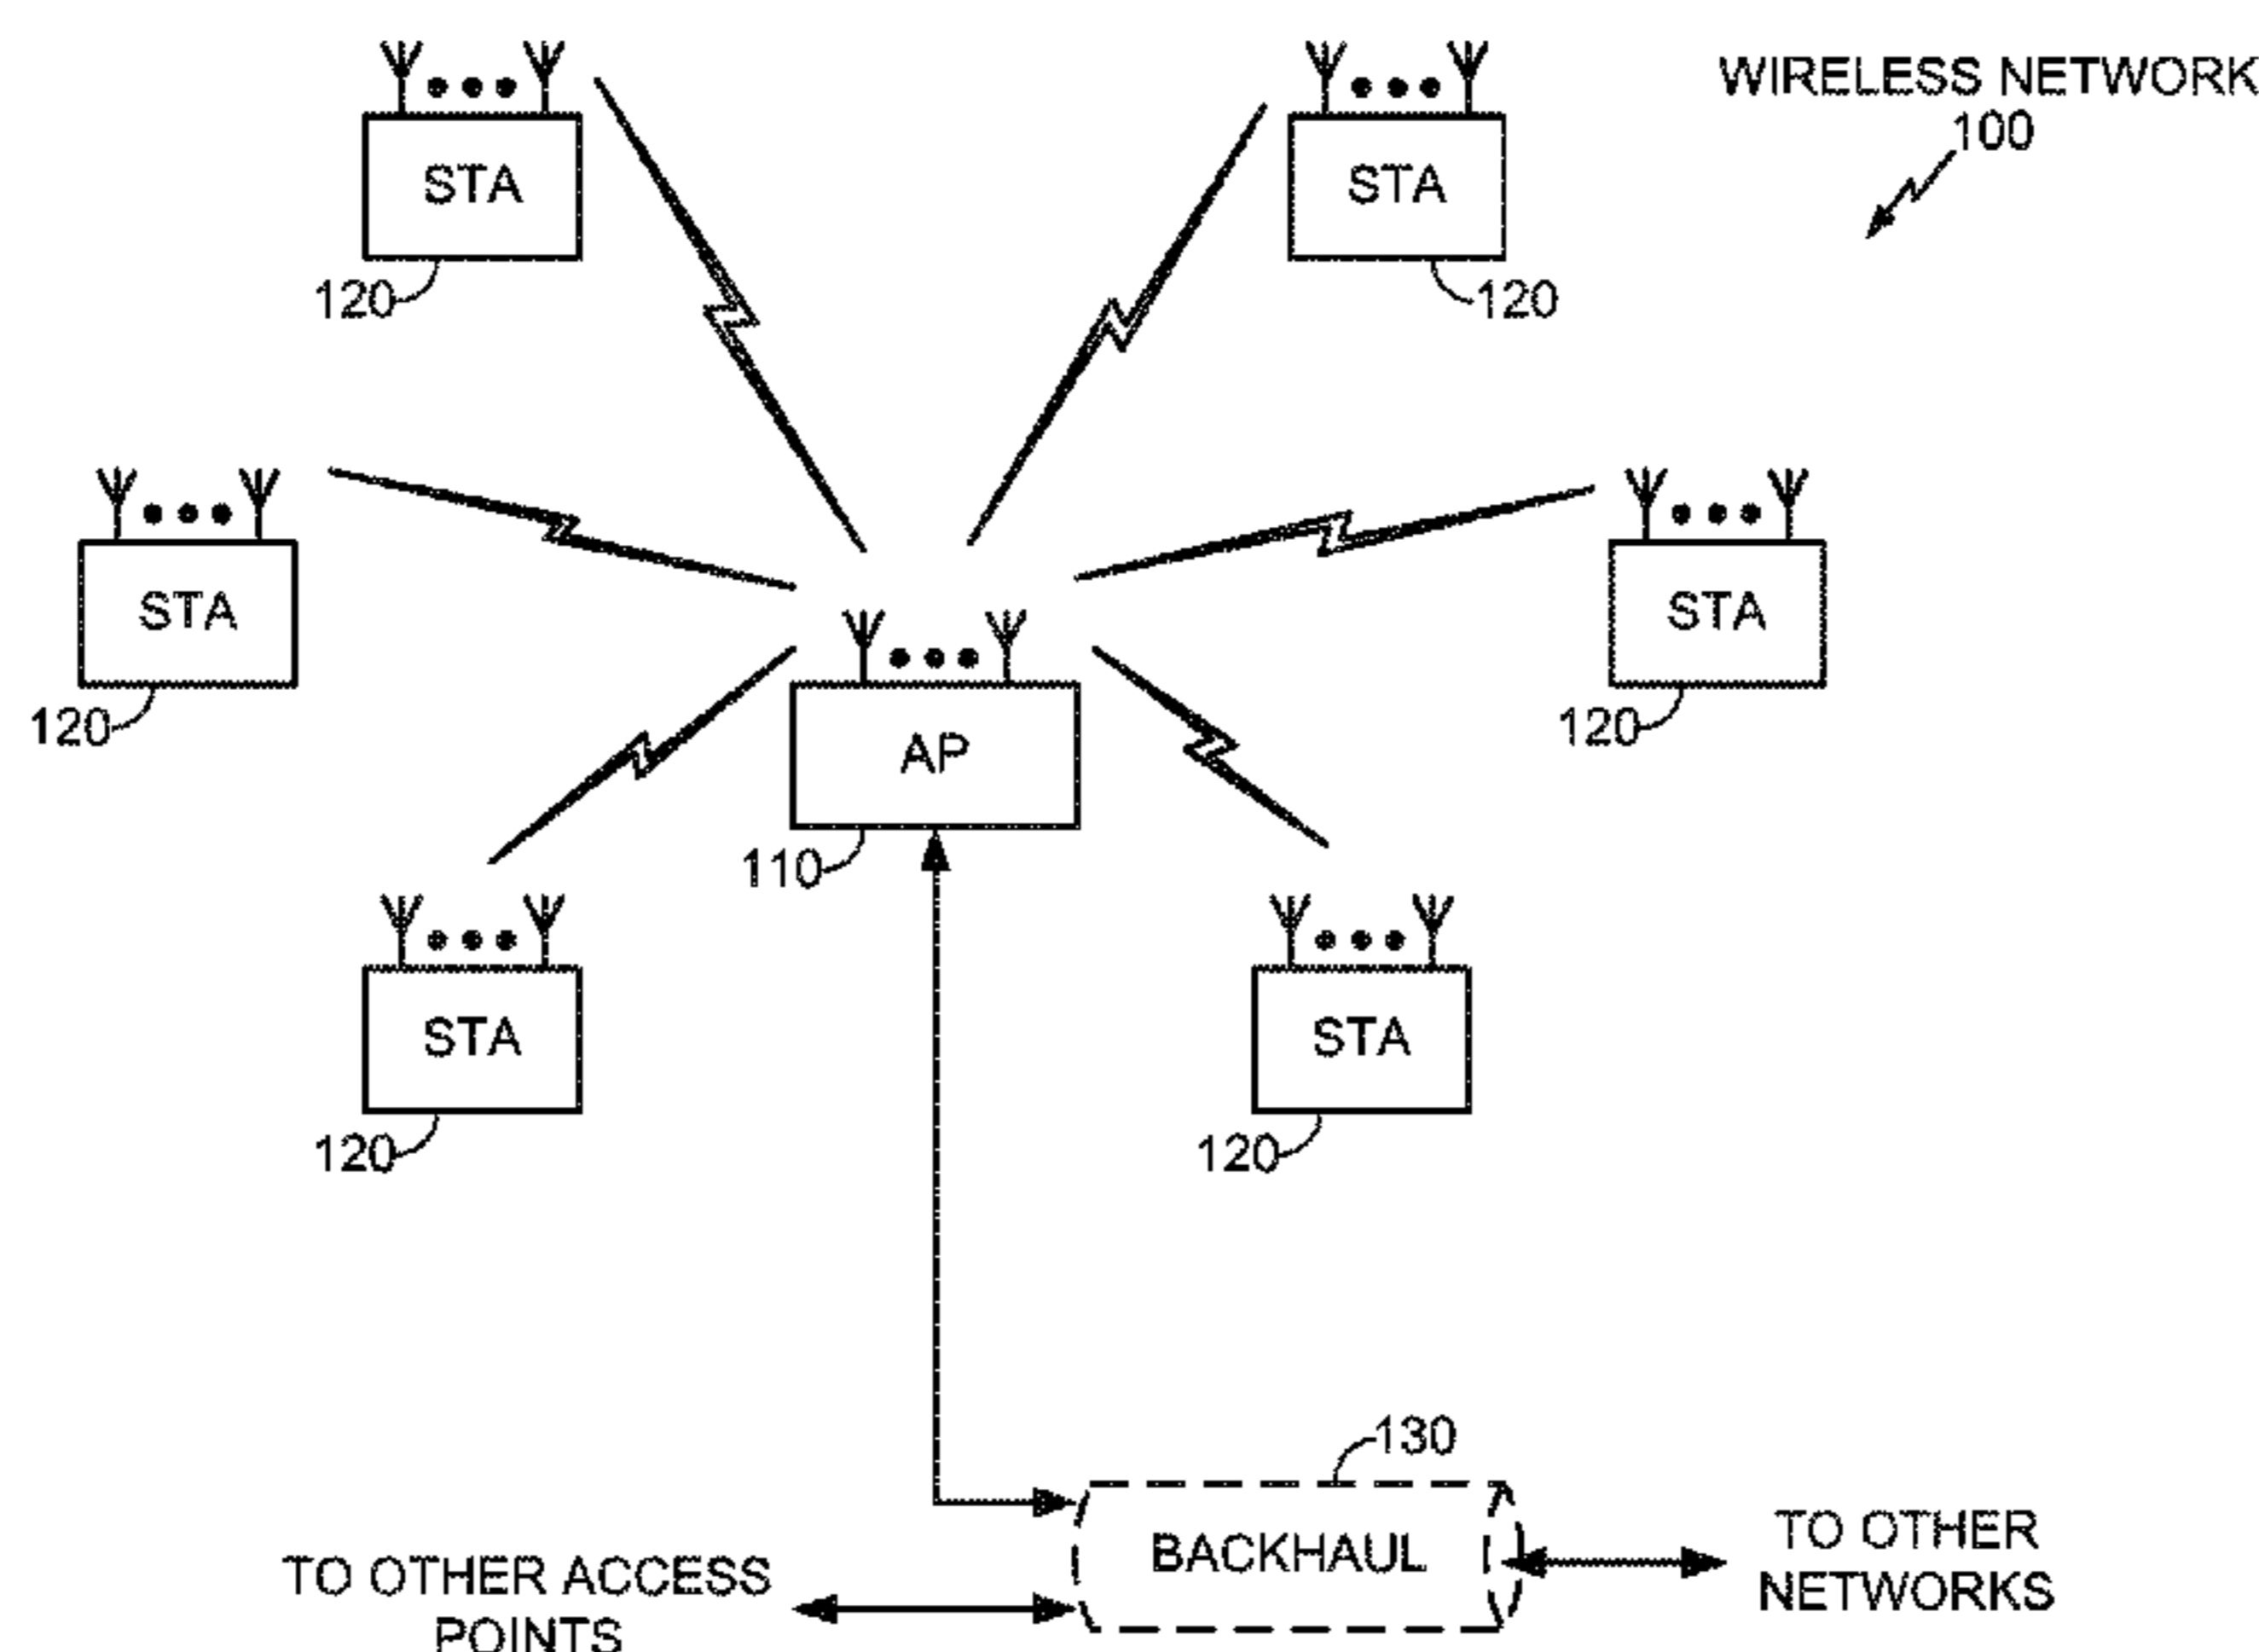 WIRELESS NETWORK
100
STA
120
STA
120
STA
120
STA
120
AP
110
STA
120
STA
120
130
BACKHAUL
TO OTHER ACCESS
POINTS
TO OTHER
NETWORKS